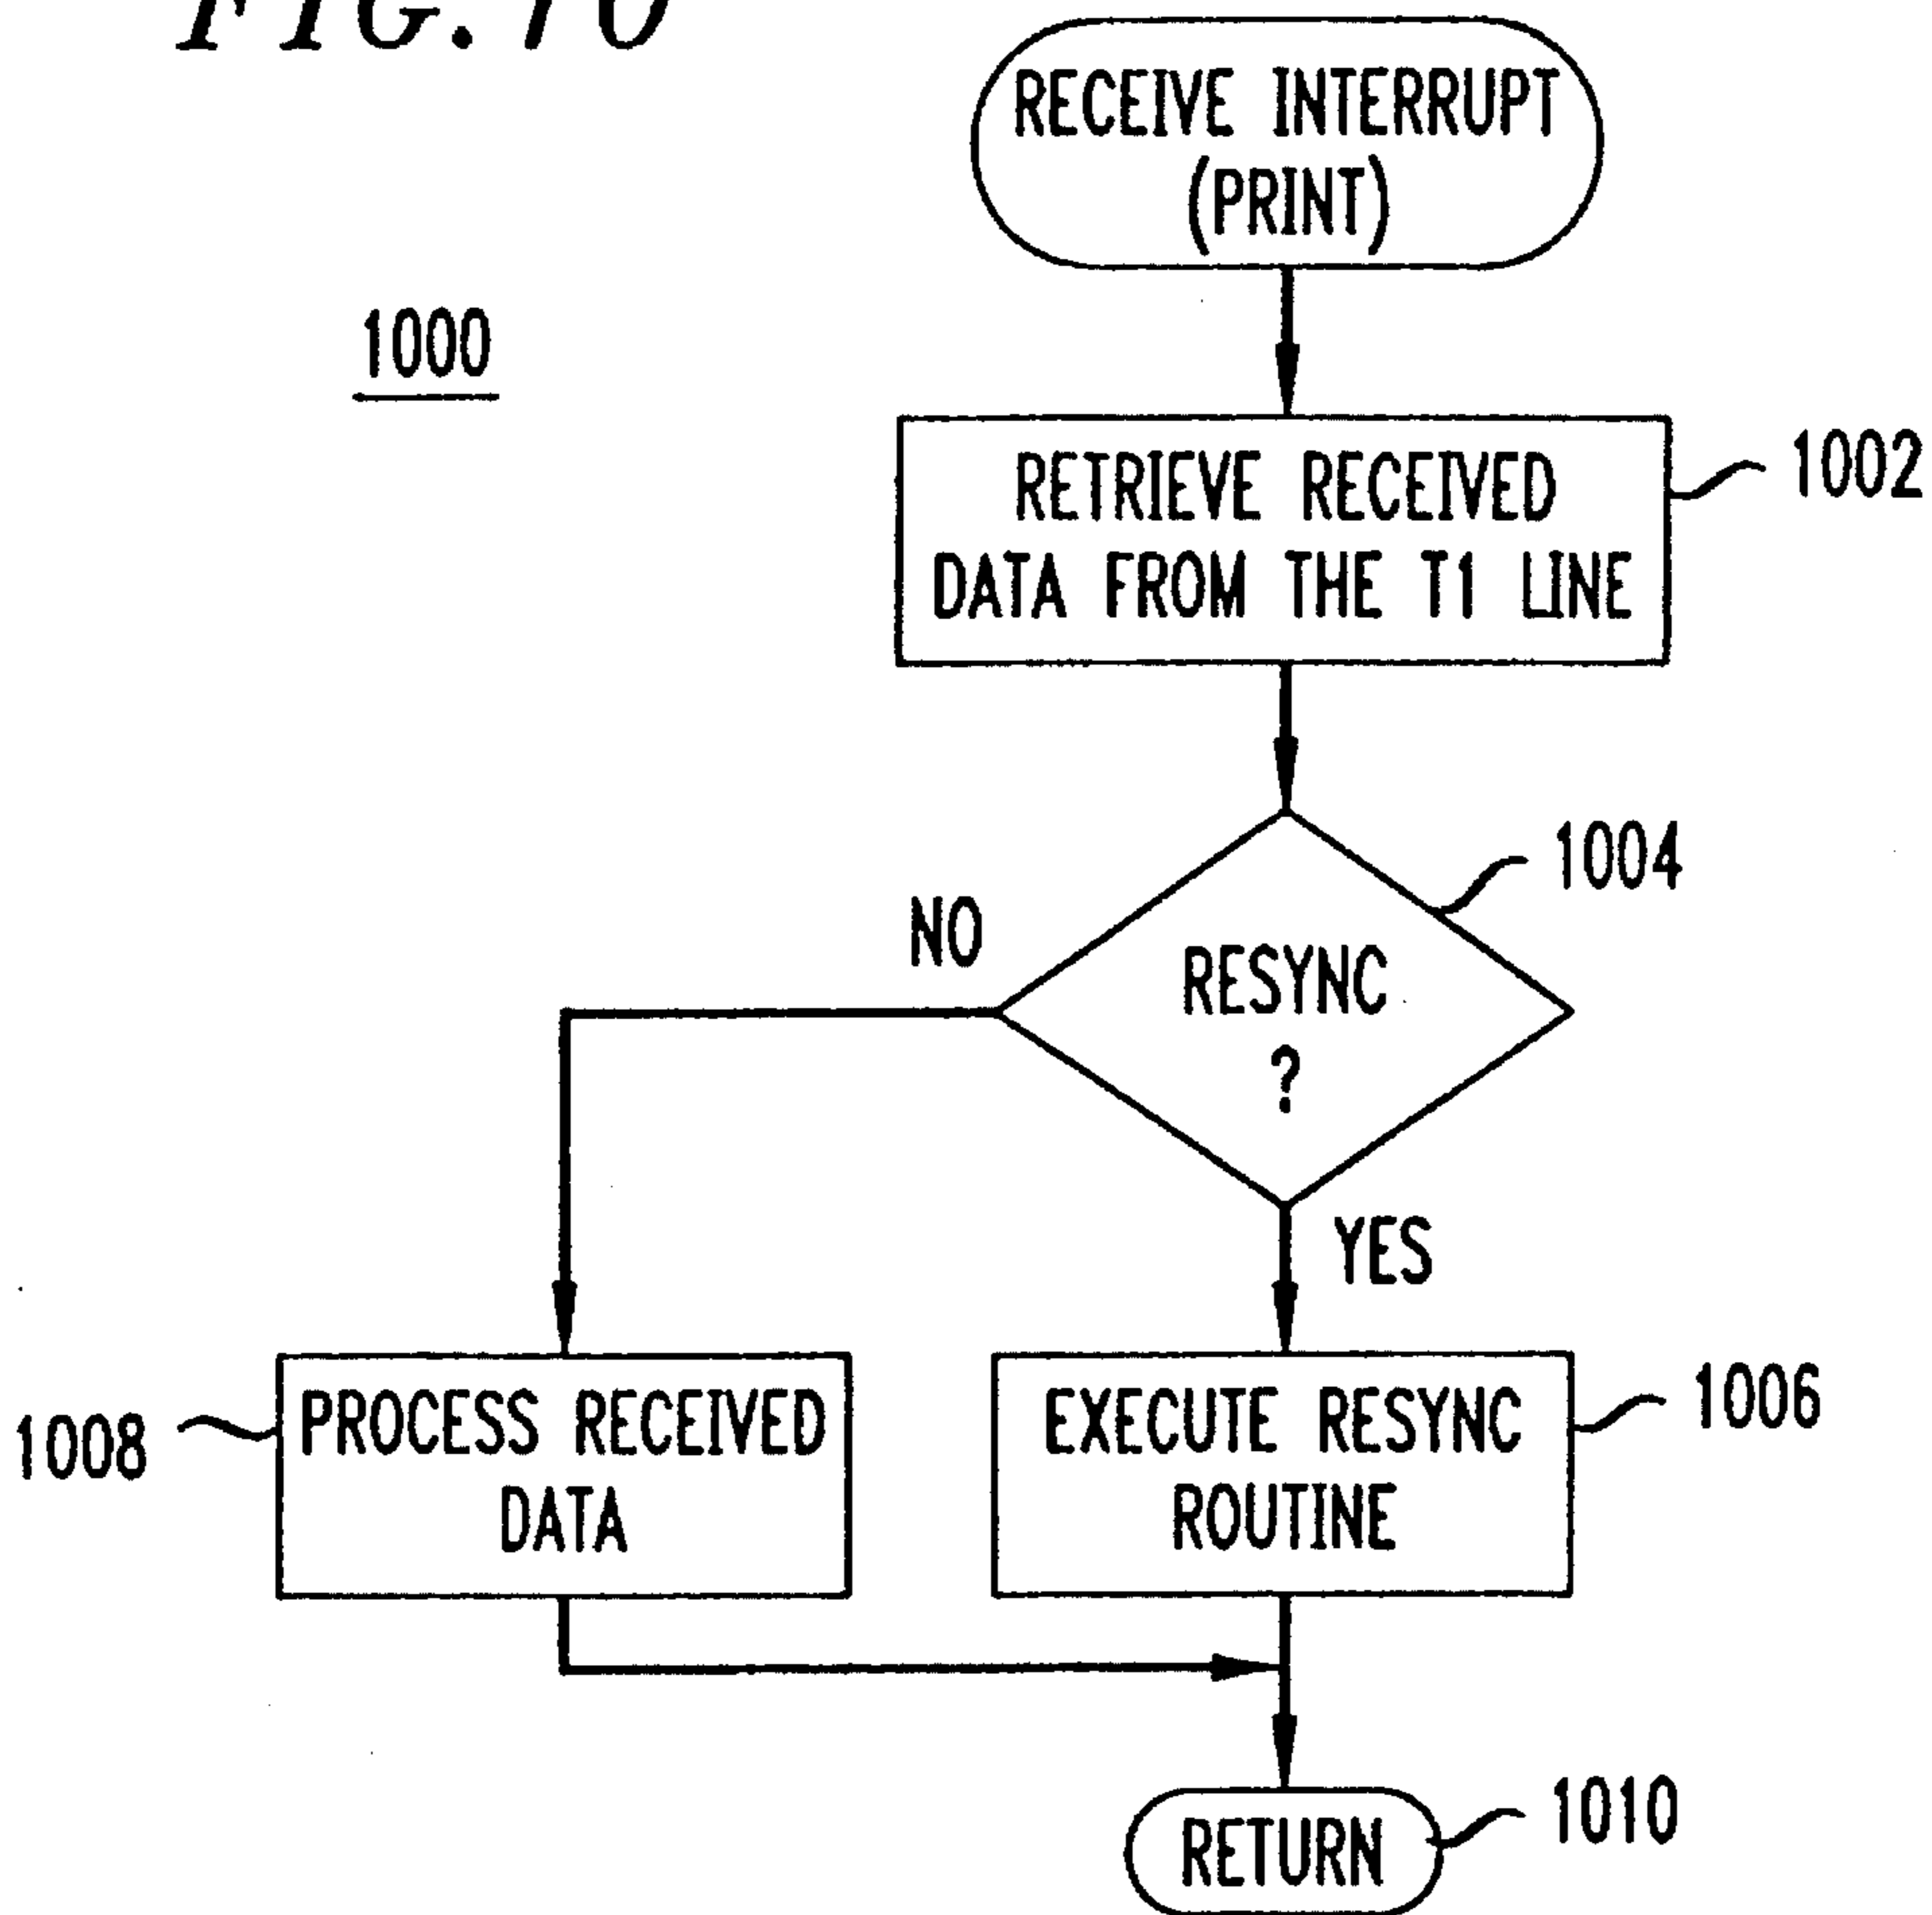 FIG. 10
RECEIVE INTERRUPT
(PRINT)
1000
RETRIEVE RECEIVED
DATA FROM THE T1 LINE
1002
1004
NO
RESYNC
?
YES
1008
PROCESS RECEIVED
DATA
EXECUTE RESYNC
ROUTINE
1006
RETURN
1010